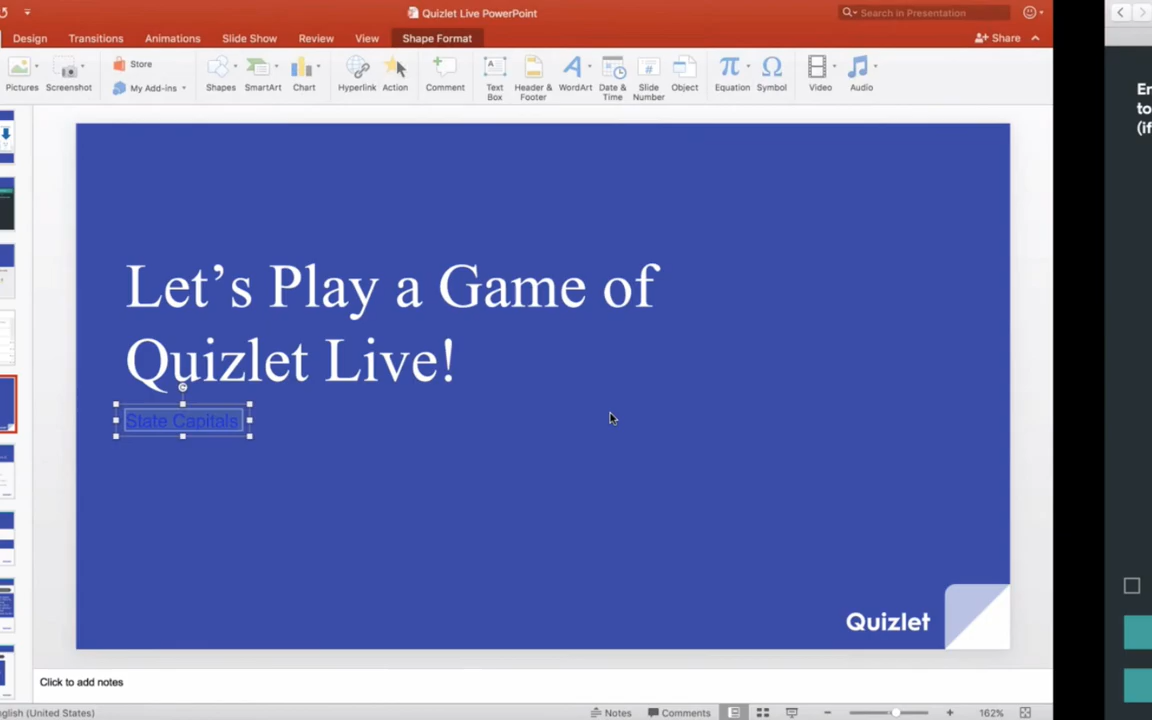 Quizlet Live PowerPoint
Search in Presentation
Design Transitions Animations Slide Show Review View Shape Format Share
Store
My Add-ins
Pictures Screenshot Shapes SmartArt Chart Hyperlink Action Comment Text Box Header & Footer WordArt Date & Time Slide Number Object Equation Symbol Video Audio
Let’s Play a Game of
Quizlet Live!
State Capitals
Quizlet
Click to add notes
(United States)
Notes Comments 162%
to
(if